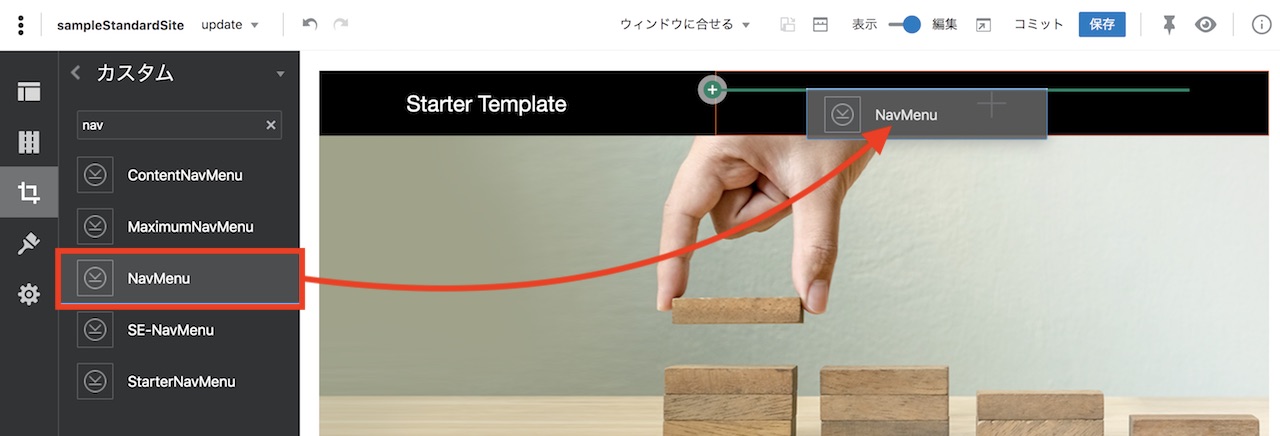 sampleStandardSite update ウィンドウに合せる 表示 編集 コミット 保存
カスタム
nav
ContentNavMenu
MaximumNavMenu
NavMenu
SE-NavMenu
StarterNavMenu
Starter Template
NavMenu